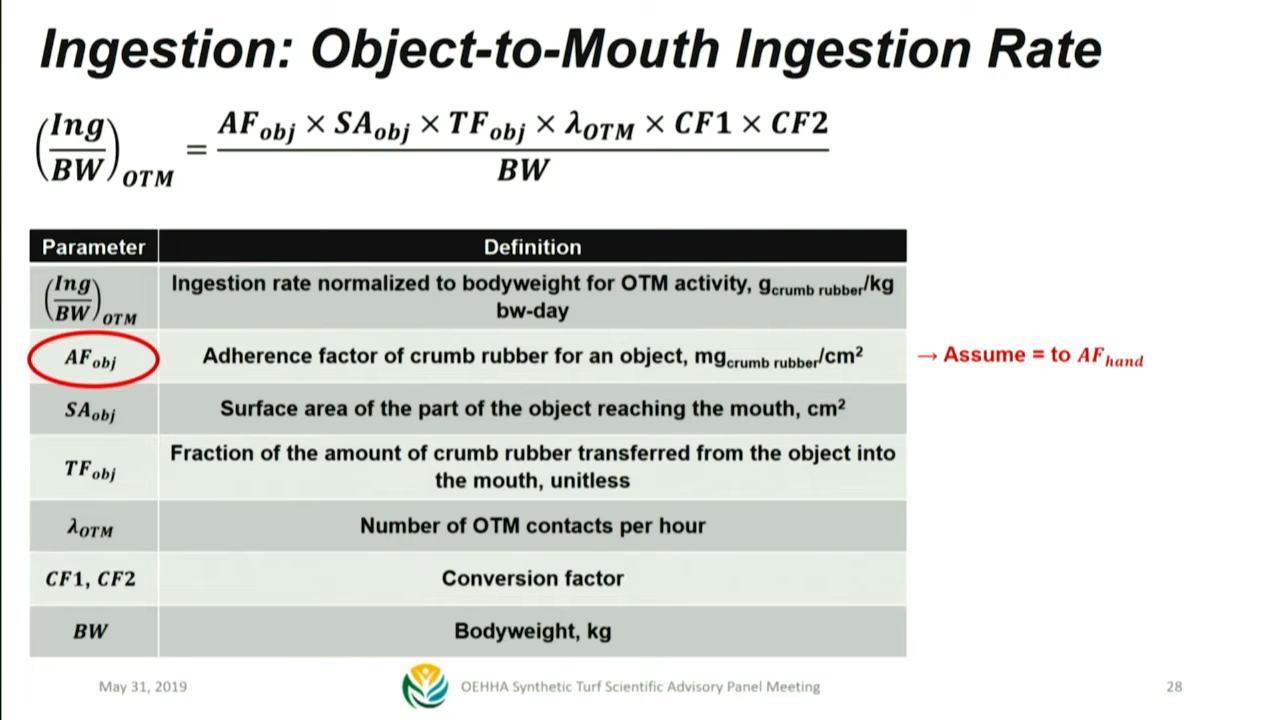 Ingestion: Object-to-Mouth Ingestion Rate
(Ing/BW)OTM = AFobj × SAobj × TFobj × λOTM × CF1 × CF2 / BW
Parameter Definition
(Ing/BW)OTM Ingestion rate normalized to bodyweight for OTM activity, gcrumb rubber/kg
bw-day
AFobj Adherence factor of crumb rubber for an object, mgcrumb rubber/cm² → Assume = to AFhand
SAobj Surface area of the part of the object reaching the mouth, cm²
TFobj Fraction of the amount of crumb rubber transferred from the object into
the mouth, unitless
λOTM Number of OTM contacts per hour
CF1, CF2 Conversion factor
BW Bodyweight, kg
May 31, 2019 OEHHA Synthetic Turf Scientific Advisory Panel Meeting 28